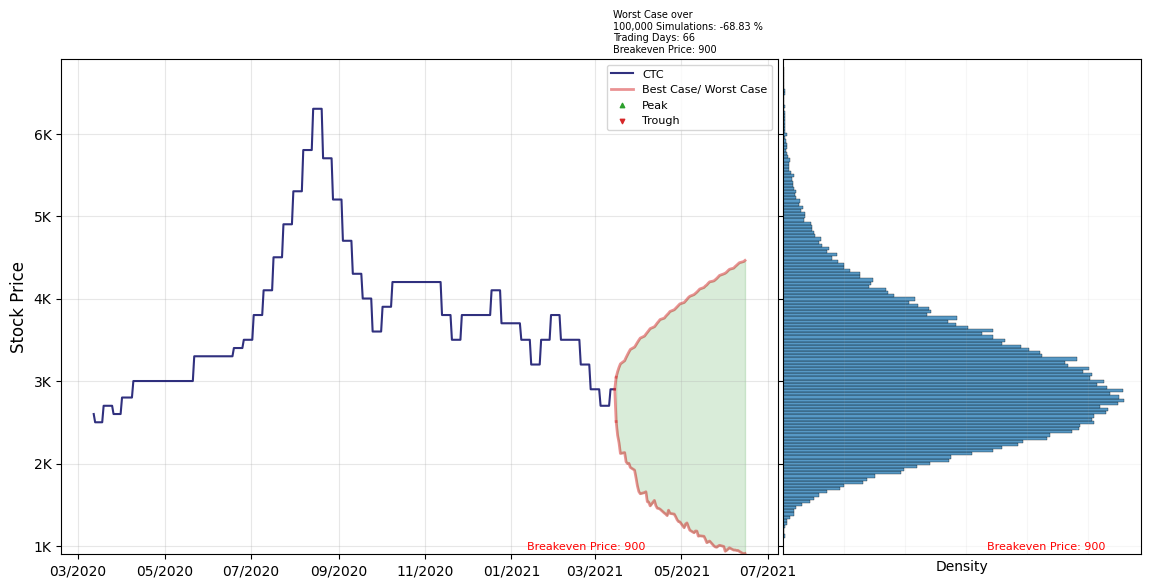 Worst Case over
100,000 Simulations: -68.83 %
Trading Days: 66
Breakeven Price: 900
CTC
Best Case/ Worst Case
Peak
Trough
Stock Price
6K
5K
4K
3K
2K
1K
Breakeven Price: 900
Breakeven Price: 900
03/2020 05/2020 07/2020 09/2020 11/2020 01/2021 03/2021 05/2021 07/2021
Density